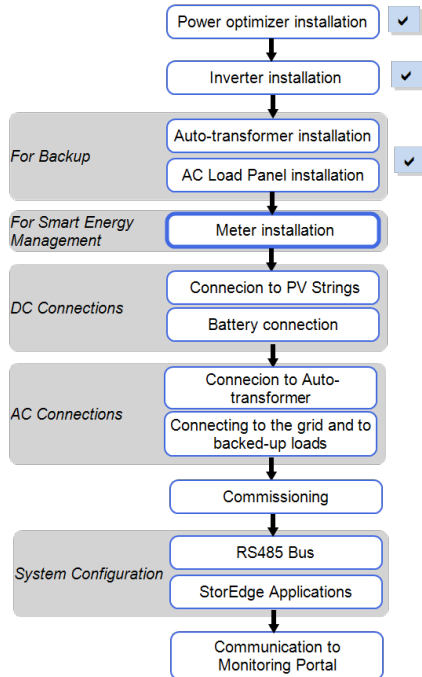 Power optimizer installation
Inverter installation
For Backup
Auto-transformer installation
AC Load Panel installation
For Smart Energy
Management
Meter installation
DC Connections
Connecion to PV Strings
Battery connection
AC Connections
Connecion to Auto-
transformer
Connecting to the grid and to
backed-up loads
Commissioning
System Configuration
RS485 Bus
StorEdge Applications
Communication to
Monitoring Portal